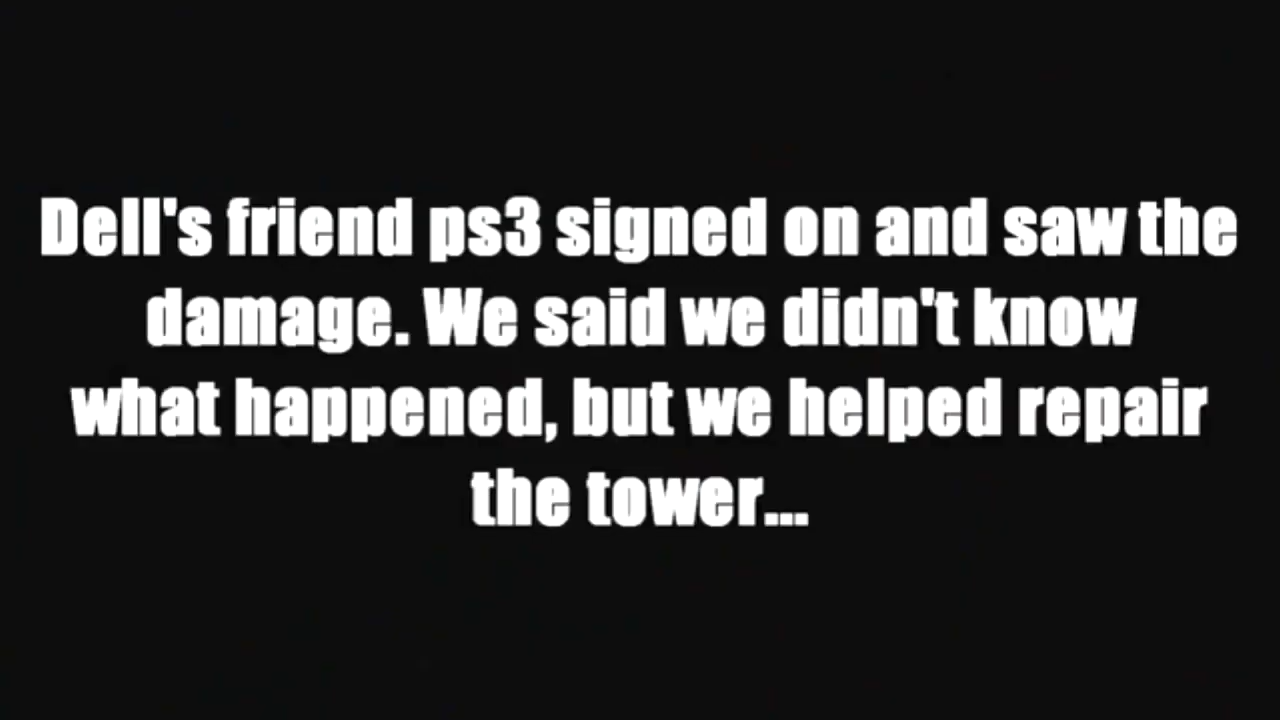 Dell's friend ps3 signed on and saw the
damage. We said we didn't know
what happened, but we helped repair
the tower...